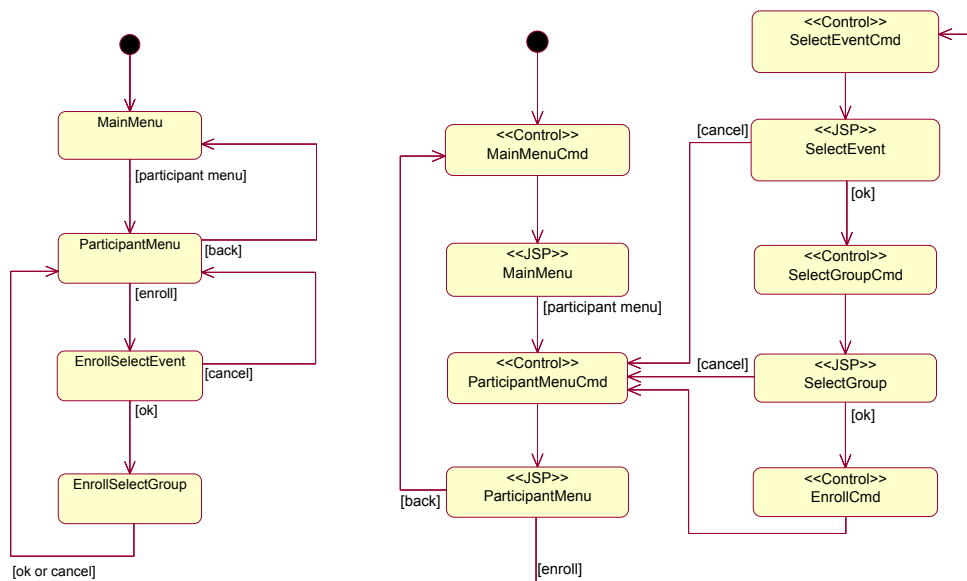 MainMenu
[participant menu]
ParticipantMenu
[back]
[enroll]
EnrollSelectEvent
[cancel]
[ok]
EnrollSelectGroup
[ok or cancel]
<<Control>>
MainMenuCmd
<<JSP>>
MainMenu
[participant menu]
<<Control>>
ParticipantMenuCmd
<<JSP>>
ParticipantMenu
[back]
[enroll]
<<Control>>
SelectEventCmd
<<JSP>>
SelectEvent
[cancel]
[ok]
<<Control>>
SelectGroupCmd
<<JSP>>
SelectGroup
[cancel]
[ok]
<<Control>>
EnrollCmd